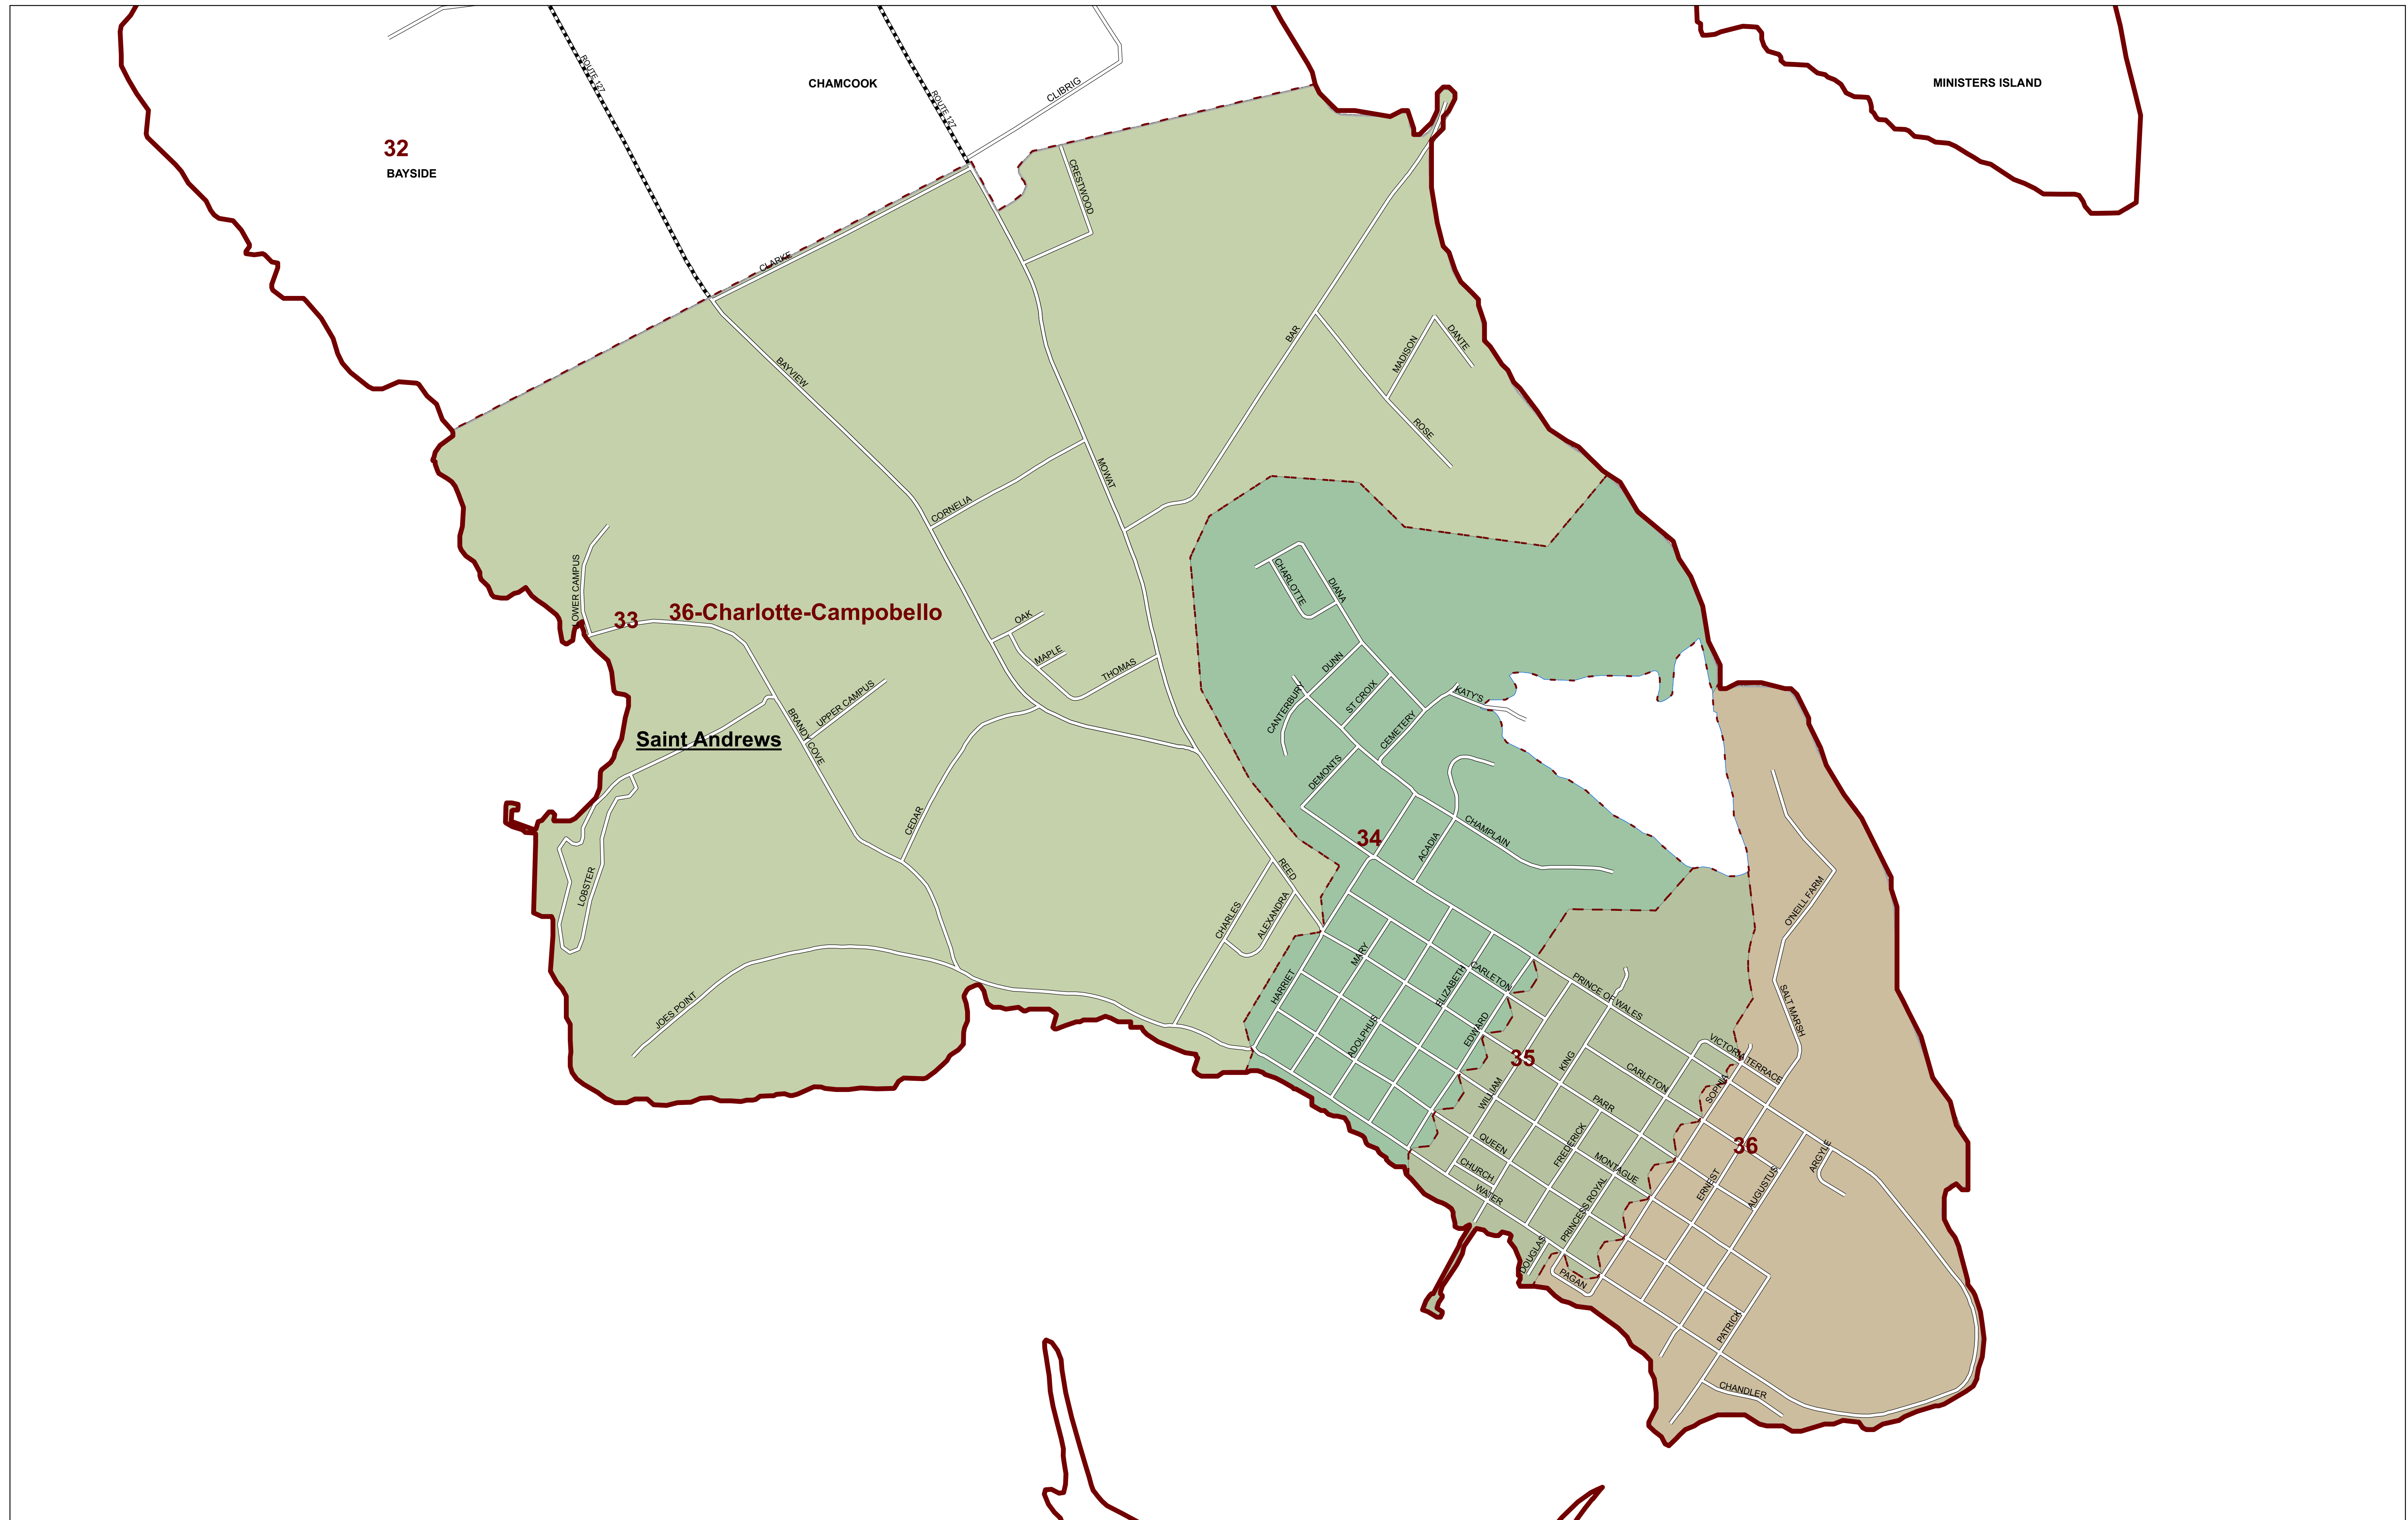 ROUTE 127
CHAMCOOK
ROUTE 127
CLIBRIG
MINISTERS ISLAND
32
BAYSIDE
CRESTWOOD
CLARKE
BAR
MADISON
DANTE
BAYVIEW
ROSE
MOWAT
CORNELIA
LOWER CAMPUS
33
36-Charlotte-Campobello
CHARLOTTE
DIANA
OAK
MAPLE
THOMAS
DUNN
CANTERBURY
ST CROIX
KATY'S
UPPER CAMPUS
BRANDY COVE
Saint Andrews
CEMETERY
DEMONTS
CEDAR
34
ACADIA
CHAMPLAIN
LOBSTER
REED
CHARLES
ALEXANDRA
O'NEILL FARM
MARY
HARRIET
ELIZABETH
CARLETON
PRINCE OF WALES
JOES POINT
ADOLPHUS
EDWARD
SALT MARSH
35
KING
VICTORIA TERRACE
WILLIAM
CARLETON
SOPHIA
PARR
QUEEN
FREDERICK
36
CHURCH
MONTAGUE
ARGYLE
WATER
PRINCESS ROYAL
ERNEST
AUGUSTUS
DOUGLAS
PAGAN
PATRICK
CHANDLER